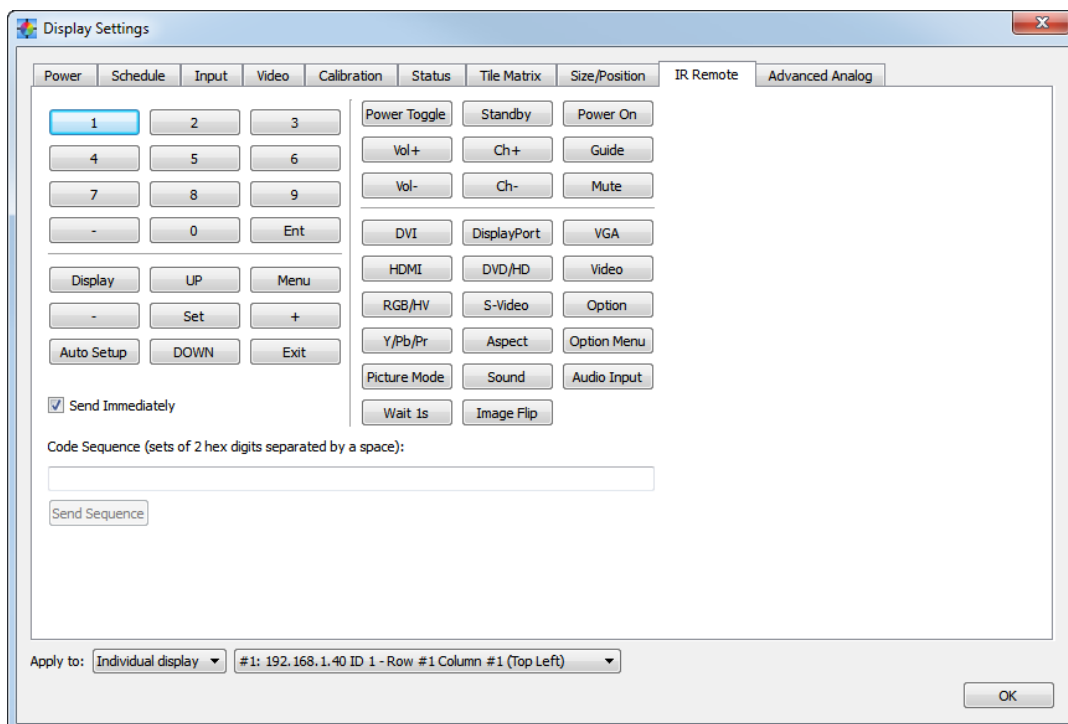 Display Settings
Power Schedule Input Video Calibration Status Tile Matrix Size/Position IR Remote Advanced Analog
1 2 3
4 5 6
7 8 9
- 0 Ent
Display UP Menu
- Set +
Auto Setup DOWN Exit
Send Immediately
Power Toggle Standby Power On
Vol+ Ch+ Guide
Vol- Ch- Mute
DVI DisplayPort VGA
HDMI DVD/HD Video
RGB/HV S-Video Option
Y/Pb/Pr Aspect Option Menu
Picture Mode Sound Audio Input
Wait 1s Image Flip
Code Sequence (sets of 2 hex digits separated by a space):
Send Sequence
Apply to: Individual display #1: 192.168.1.40 ID 1 - Row #1 Column #1 (Top Left)
OK